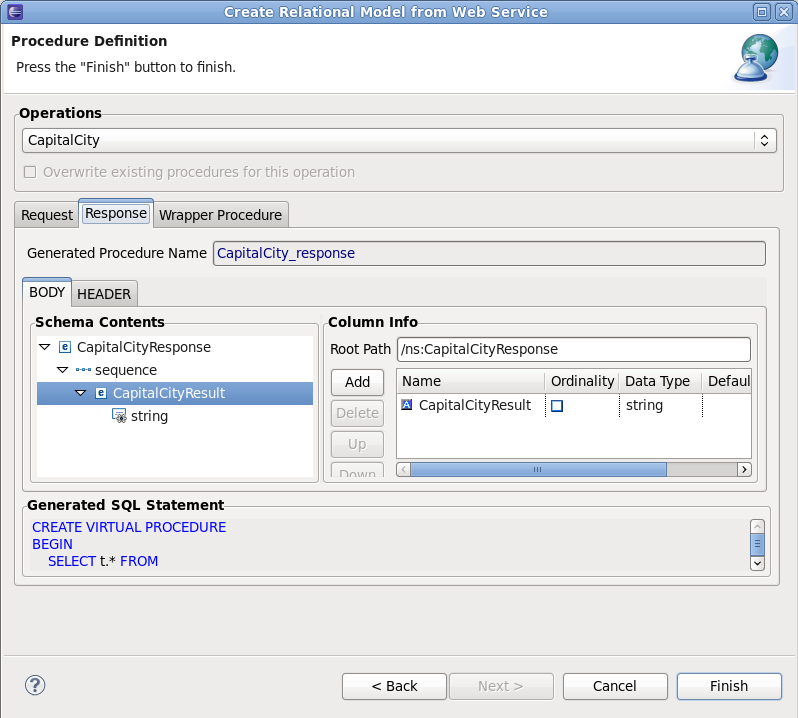 Create Relational Model from Web Service
Procedure Definition
Press the "Finish" button to finish.
Operations
CapitalCity
Overwrite existing procedures for this operation
Request Response Wrapper Procedure
Generated Procedure Name CapitalCity_response
BODY HEADER
Schema Contents
CapitalCityResponse
sequence
CapitalCityResult
string
Column Info
Root Path /ns:CapitalCityResponse
Add
Delete
Up
Down
Name Ordinality Data Type Defaul
CapitalCityResult string
Generated SQL Statement
CREATE VIRTUAL PROCEDURE
BEGIN
SELECT t.* FROM
< Back Next > Cancel Finish